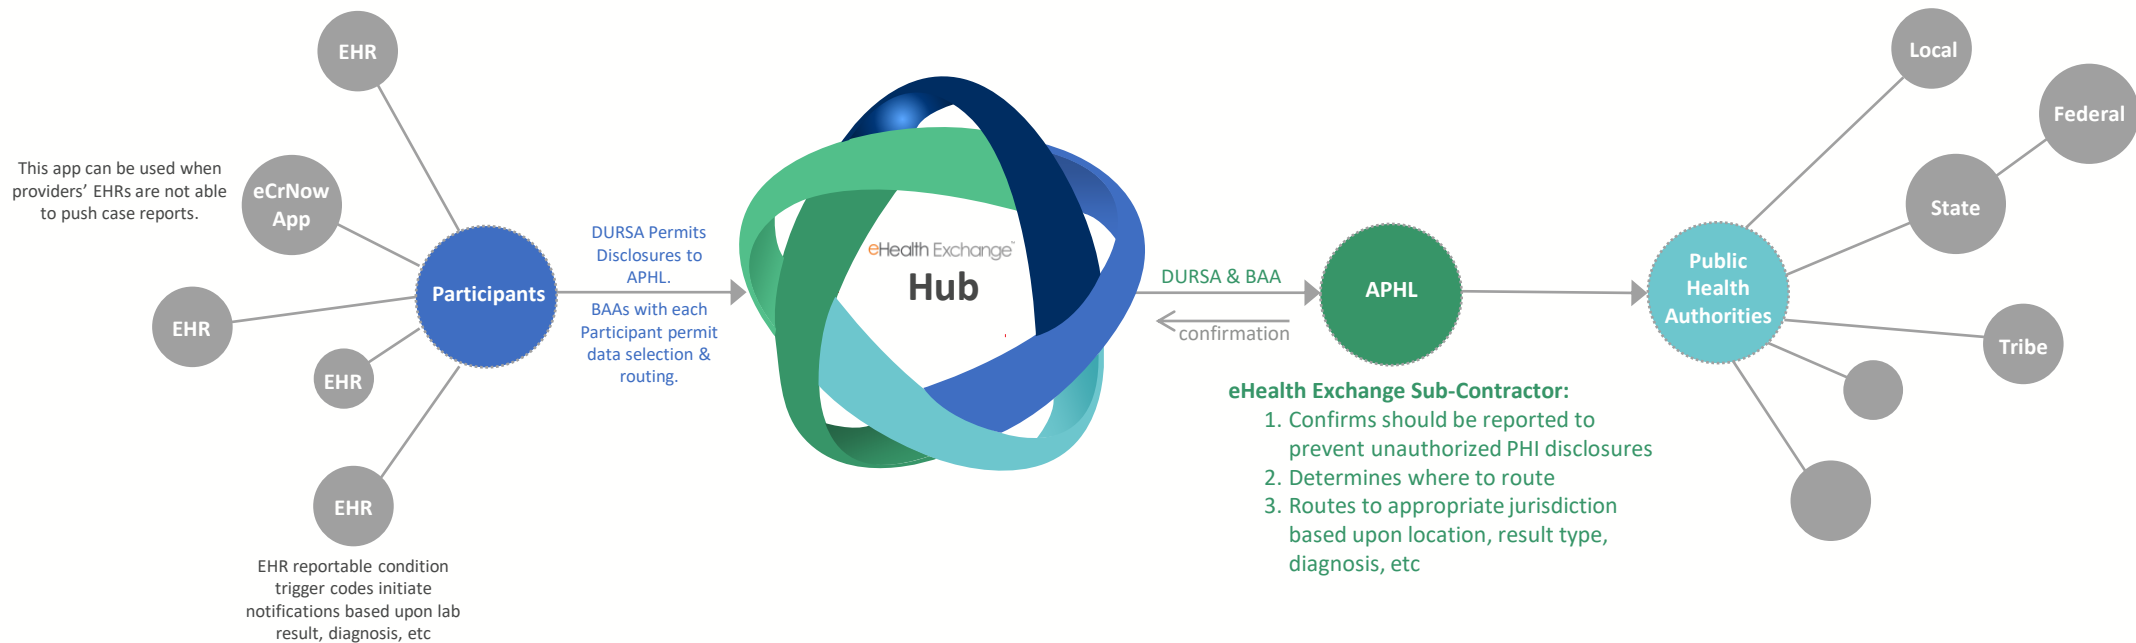 EHR
This app can be used when
providers’ EHRs are not able
to push case reports.
eCrNow
App
EHR
EHR
EHR
EHR reportable condition
trigger codes initiate
notifications based upon lab
result, diagnosis, etc
Participants
DURSA Permits
Disclosures to
APHL.
BAAs with each
Participant permit
data selection &
routing.
eHealth Exchange™
Hub
DURSA & BAA
confirmation
APHL
eHealth Exchange Sub-Contractor:
1. Confirms should be reported to
prevent unauthorized PHI disclosures
2. Determines where to route
3. Routes to appropriate jurisdiction
based upon location, result type,
diagnosis, etc
Public
Health
Authorities
Local
Federal
State
Tribe